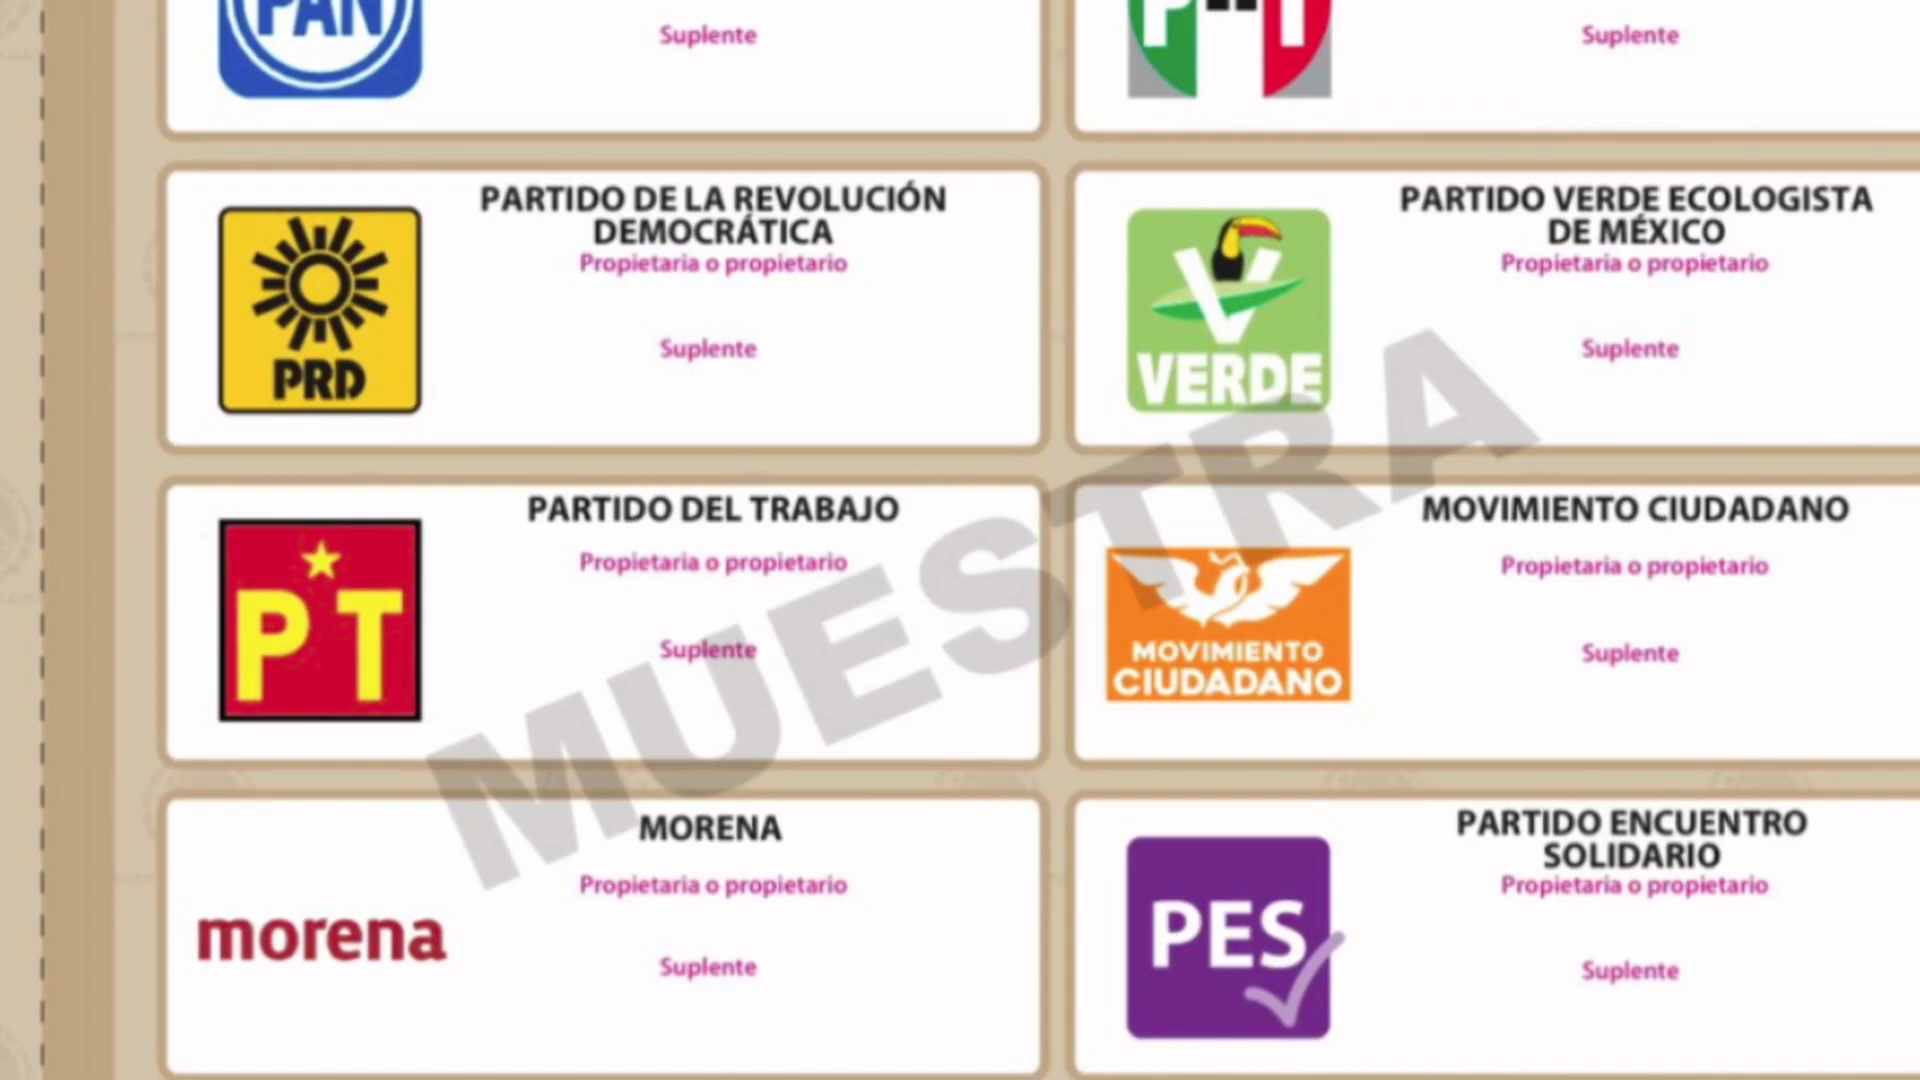 PAN
Suplente
Suplente
PARTIDO DE LA REVOLUCIÓN
DEMOCRÁTICA
Propietaria o propietario
Suplente
PRD
PARTIDO VERDE ECOLOGISTA
DE MÉXICO
Propietaria o propietario
Suplente
VERDE
PARTIDO DEL TRABAJO
Propietaria o propietario
Suplente
PT
MOVIMIENTO CIUDADANO
Propietaria o propietario
Suplente
MOVIMIENTO
CIUDADANO
MUESTRA
MORENA
Propietaria o propietario
Suplente
morena
PARTIDO ENCUENTRO
SOLIDARIO
Propietaria o propietario
Suplente
PES